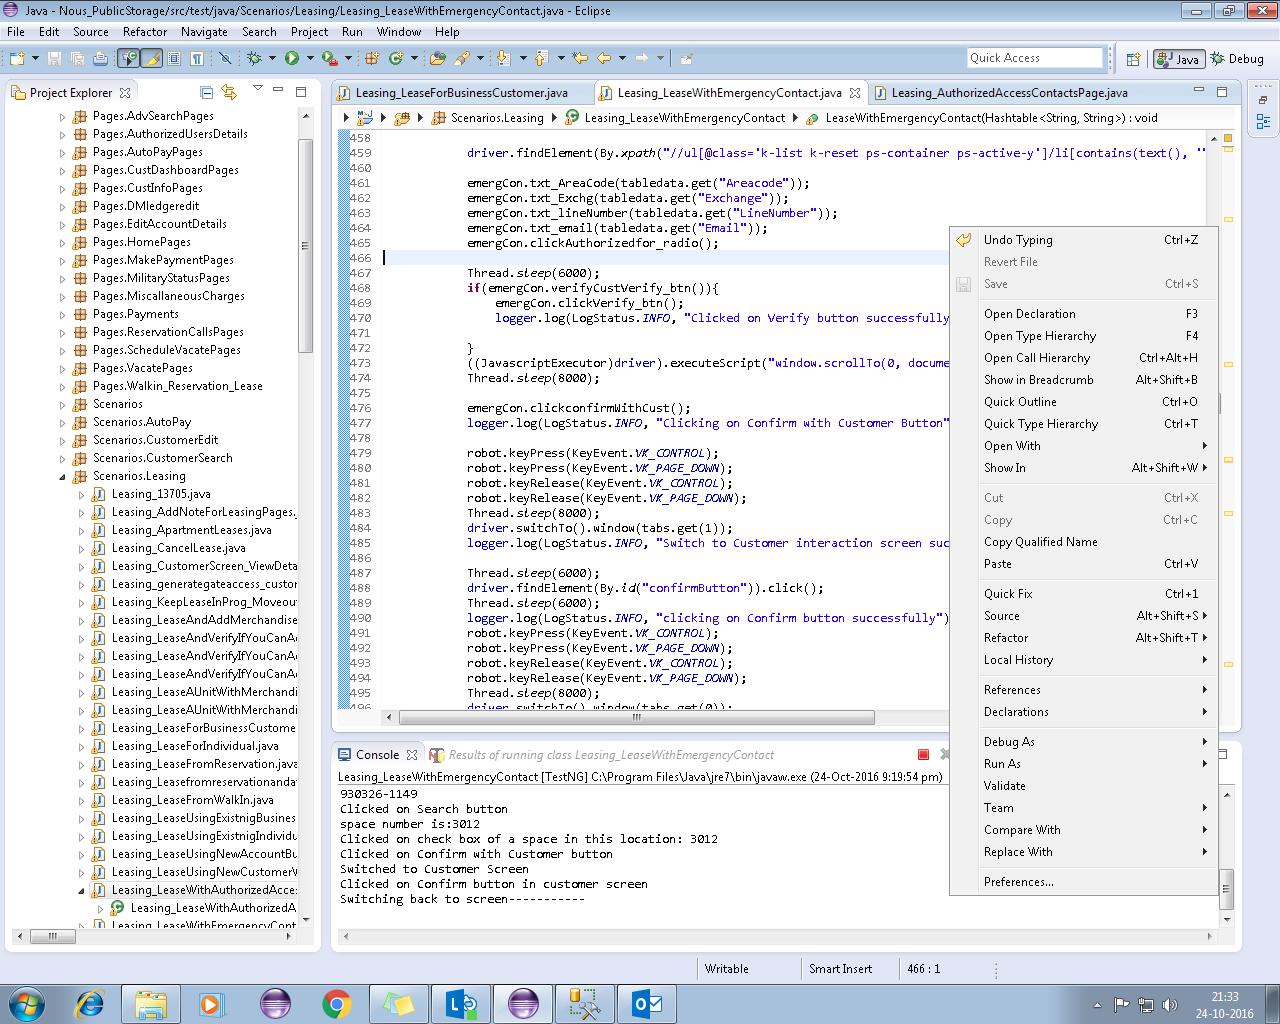 Java - Nous_PublicStorage/src/test/java/Scenarios/Leasing/Leasing_LeaseWithEmergencyContact.java - Eclipse
File Edit Source Refactor Navigate Search Project Run Window Help
Quick Access Java Debug
Project Explorer
Pages.AdvSearchPages
Pages.AuthorizedUsersDetails
Pages.AutoPayPages
Pages.CustDashboardPages
Pages.CustInfoPages
Pages.DMledgeredit
Pages.EditAccountDetails
Pages.HomePages
Pages.MakePaymentPages
Pages.MilitaryStatusPages
Pages.MiscallaneousCharges
Pages.Payments
Pages.ReservationCallsPages
Pages.ScheduleVacatePages
Pages.VacatePages
Pages.Walkin_Reservation_Lease
Scenarios
Scenarios.AutoPay
Scenarios.CustomerEdit
Scenarios.CustomerSearch
Scenarios.Leasing
Leasing_13705.java
Leasing_AddNoteForLeasingPages.
Leasing_ApartmentLeases.java
Leasing_CancelLease.java
Leasing_CustomerScreen_ViewDeta
Leasing_generategateaccess_custor
Leasing_KeepLeaseInProg_Moveou
Leasing_LeaseAndAddMerchandise
Leasing_LeaseAndVerifyIfYouCanAc
Leasing_LeaseAndVerifyIfYouCanAc
Leasing_LeaseAndVerifyIfYouCanAc
Leasing_LeaseAUnitWithMerchandi
Leasing_LeaseAUnitWithMerchandi
Leasing_LeaseForBusinessCustome
Leasing_LeaseForIndividual.java
Leasing_LeaseFromReservation.java
Leasing_Leasefromreservationanda
Leasing_LeaseFromWalkIn.java
Leasing_LeaseUsingExistnigBusines
Leasing_LeaseUsingExistnigIndividu
Leasing_LeaseUsingNewAccountBu
Leasing_LeaseUsingNewCustomerV
Leasing_LeaseWithAuthorizedAcce
Leasing_LeaseWithAuthorizedA
Leasing_LeaseWithEmergencyCont
Leasing_LeaseForBusinessCustomer.java Leasing_LeaseWithEmergencyContact.java Leasing_AuthorizedAccessContactsPage.java
Scenarios.Leasing Leasing_LeaseWithEmergencyContact LeaseWithEmergencyContact(Hashtable<String, String>) : void
458
459 driver.findElement(By.xpath("//ul[@class='k-list k-reset ps-container ps-active-y']/li[contains(text(), '"
460
461 emergCon.txt_AreaCode(tabledata.get("Areacode"));
462 emergCon.txt_Exchg(tabledata.get("Exchange"));
463 emergCon.txt_lineNumber(tabledata.get("LineNumber"));
464 emergCon.txt_email(tabledata.get("Email"));
465 emergCon.clickAuthorizedfor_radio();
466
467 Thread.sleep(6000);
468 if(emergCon.verifyCustVerify_btn()){
469 emergCon.clickVerify_btn();
470 logger.log(LogStatus.INFO, "Clicked on Verify button successfully
471
472 }
473 ((JavascriptExecutor)driver).executeScript("window.scrollTo(0, docume
474 Thread.sleep(8000);
475
476 emergCon.clickconfirmWithCust();
477 logger.log(LogStatus.INFO, "Clicking on Confirm with Customer Button"
478
479 robot.keyPress(KeyEvent.VK_CONTROL);
480 robot.keyPress(KeyEvent.VK_PAGE_DOWN);
481 robot.keyRelease(KeyEvent.VK_CONTROL);
482 robot.keyRelease(KeyEvent.VK_PAGE_DOWN);
483 Thread.sleep(8000);
484 driver.switchTo().window(tabs.get(1));
485 logger.log(LogStatus.INFO, "Switch to Customer interaction screen suc
486
487 Thread.sleep(6000);
488 driver.findElement(By.id("confirmButton")).click();
489 Thread.sleep(6000);
490 logger.log(LogStatus.INFO, "clicking on Confirm button successfully")
491 robot.keyPress(KeyEvent.VK_CONTROL);
492 robot.keyPress(KeyEvent.VK_PAGE_DOWN);
493 robot.keyRelease(KeyEvent.VK_CONTROL);
494 robot.keyRelease(KeyEvent.VK_PAGE_DOWN);
495 Thread.sleep(8000);
496 driver.switchTo().window(tabs.get(0));
Undo Typing Ctrl+Z
Revert File
Save Ctrl+S
Open Declaration F3
Open Type Hierarchy F4
Open Call Hierarchy Ctrl+Alt+H
Show in Breadcrumb Alt+Shift+B
Quick Outline Ctrl+O
Quick Type Hierarchy Ctrl+T
Open With
Show In Alt+Shift+W
Cut Ctrl+X
Copy Ctrl+C
Copy Qualified Name
Paste Ctrl+V
Quick Fix Ctrl+1
Source Alt+Shift+S
Refactor Alt+Shift+T
Local History
References
Declarations
Debug As
Run As
Validate
Team
Compare With
Replace With
Preferences...
Console Results of running class Leasing_LeaseWithEmergencyContact
Leasing_LeaseWithEmergencyContact [TestNG] C:\Program Files\Java\jre7\bin\javaw.exe (24-Oct-2016 9:19:54 pm)
930326-1149
Clicked on Search button
space number is:3012
Clicked on check box of a space in this location: 3012
Clicked on Confirm with Customer button
Switched to Customer Screen
Clicked on Confirm button in customer screen
Switching back to screen-----------
Writable Smart Insert 466 : 1
21:33
24-10-2016